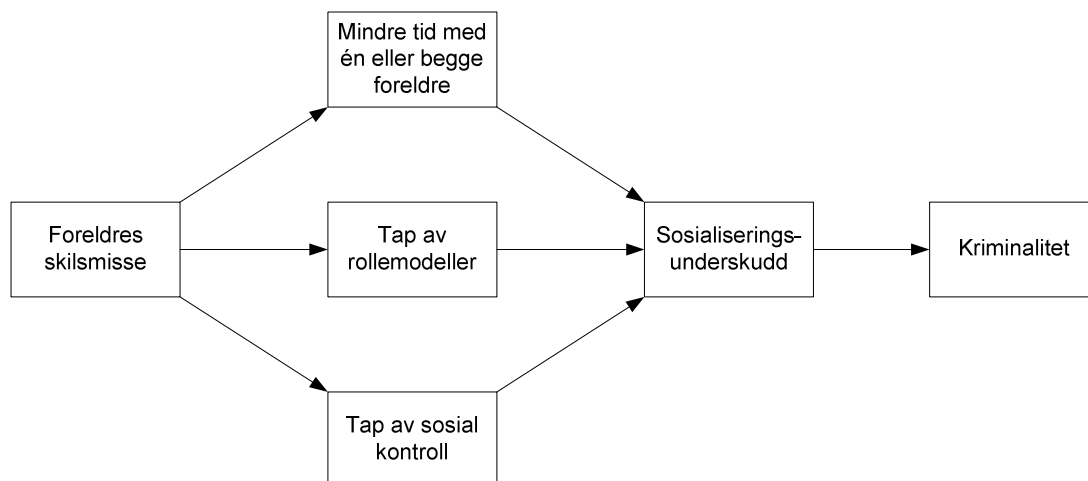 Mindre tid med
én eller begge
foreldre
Foreldres
skilsmisse
Tap av
rollemodeller
Sosialiserings-
underskudd
Kriminalitet
Tap av sosial
kontroll